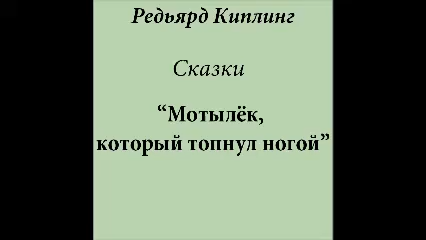 Редьярд Киплинг
Сказки
“Мотылёк,
который топнул ногой”